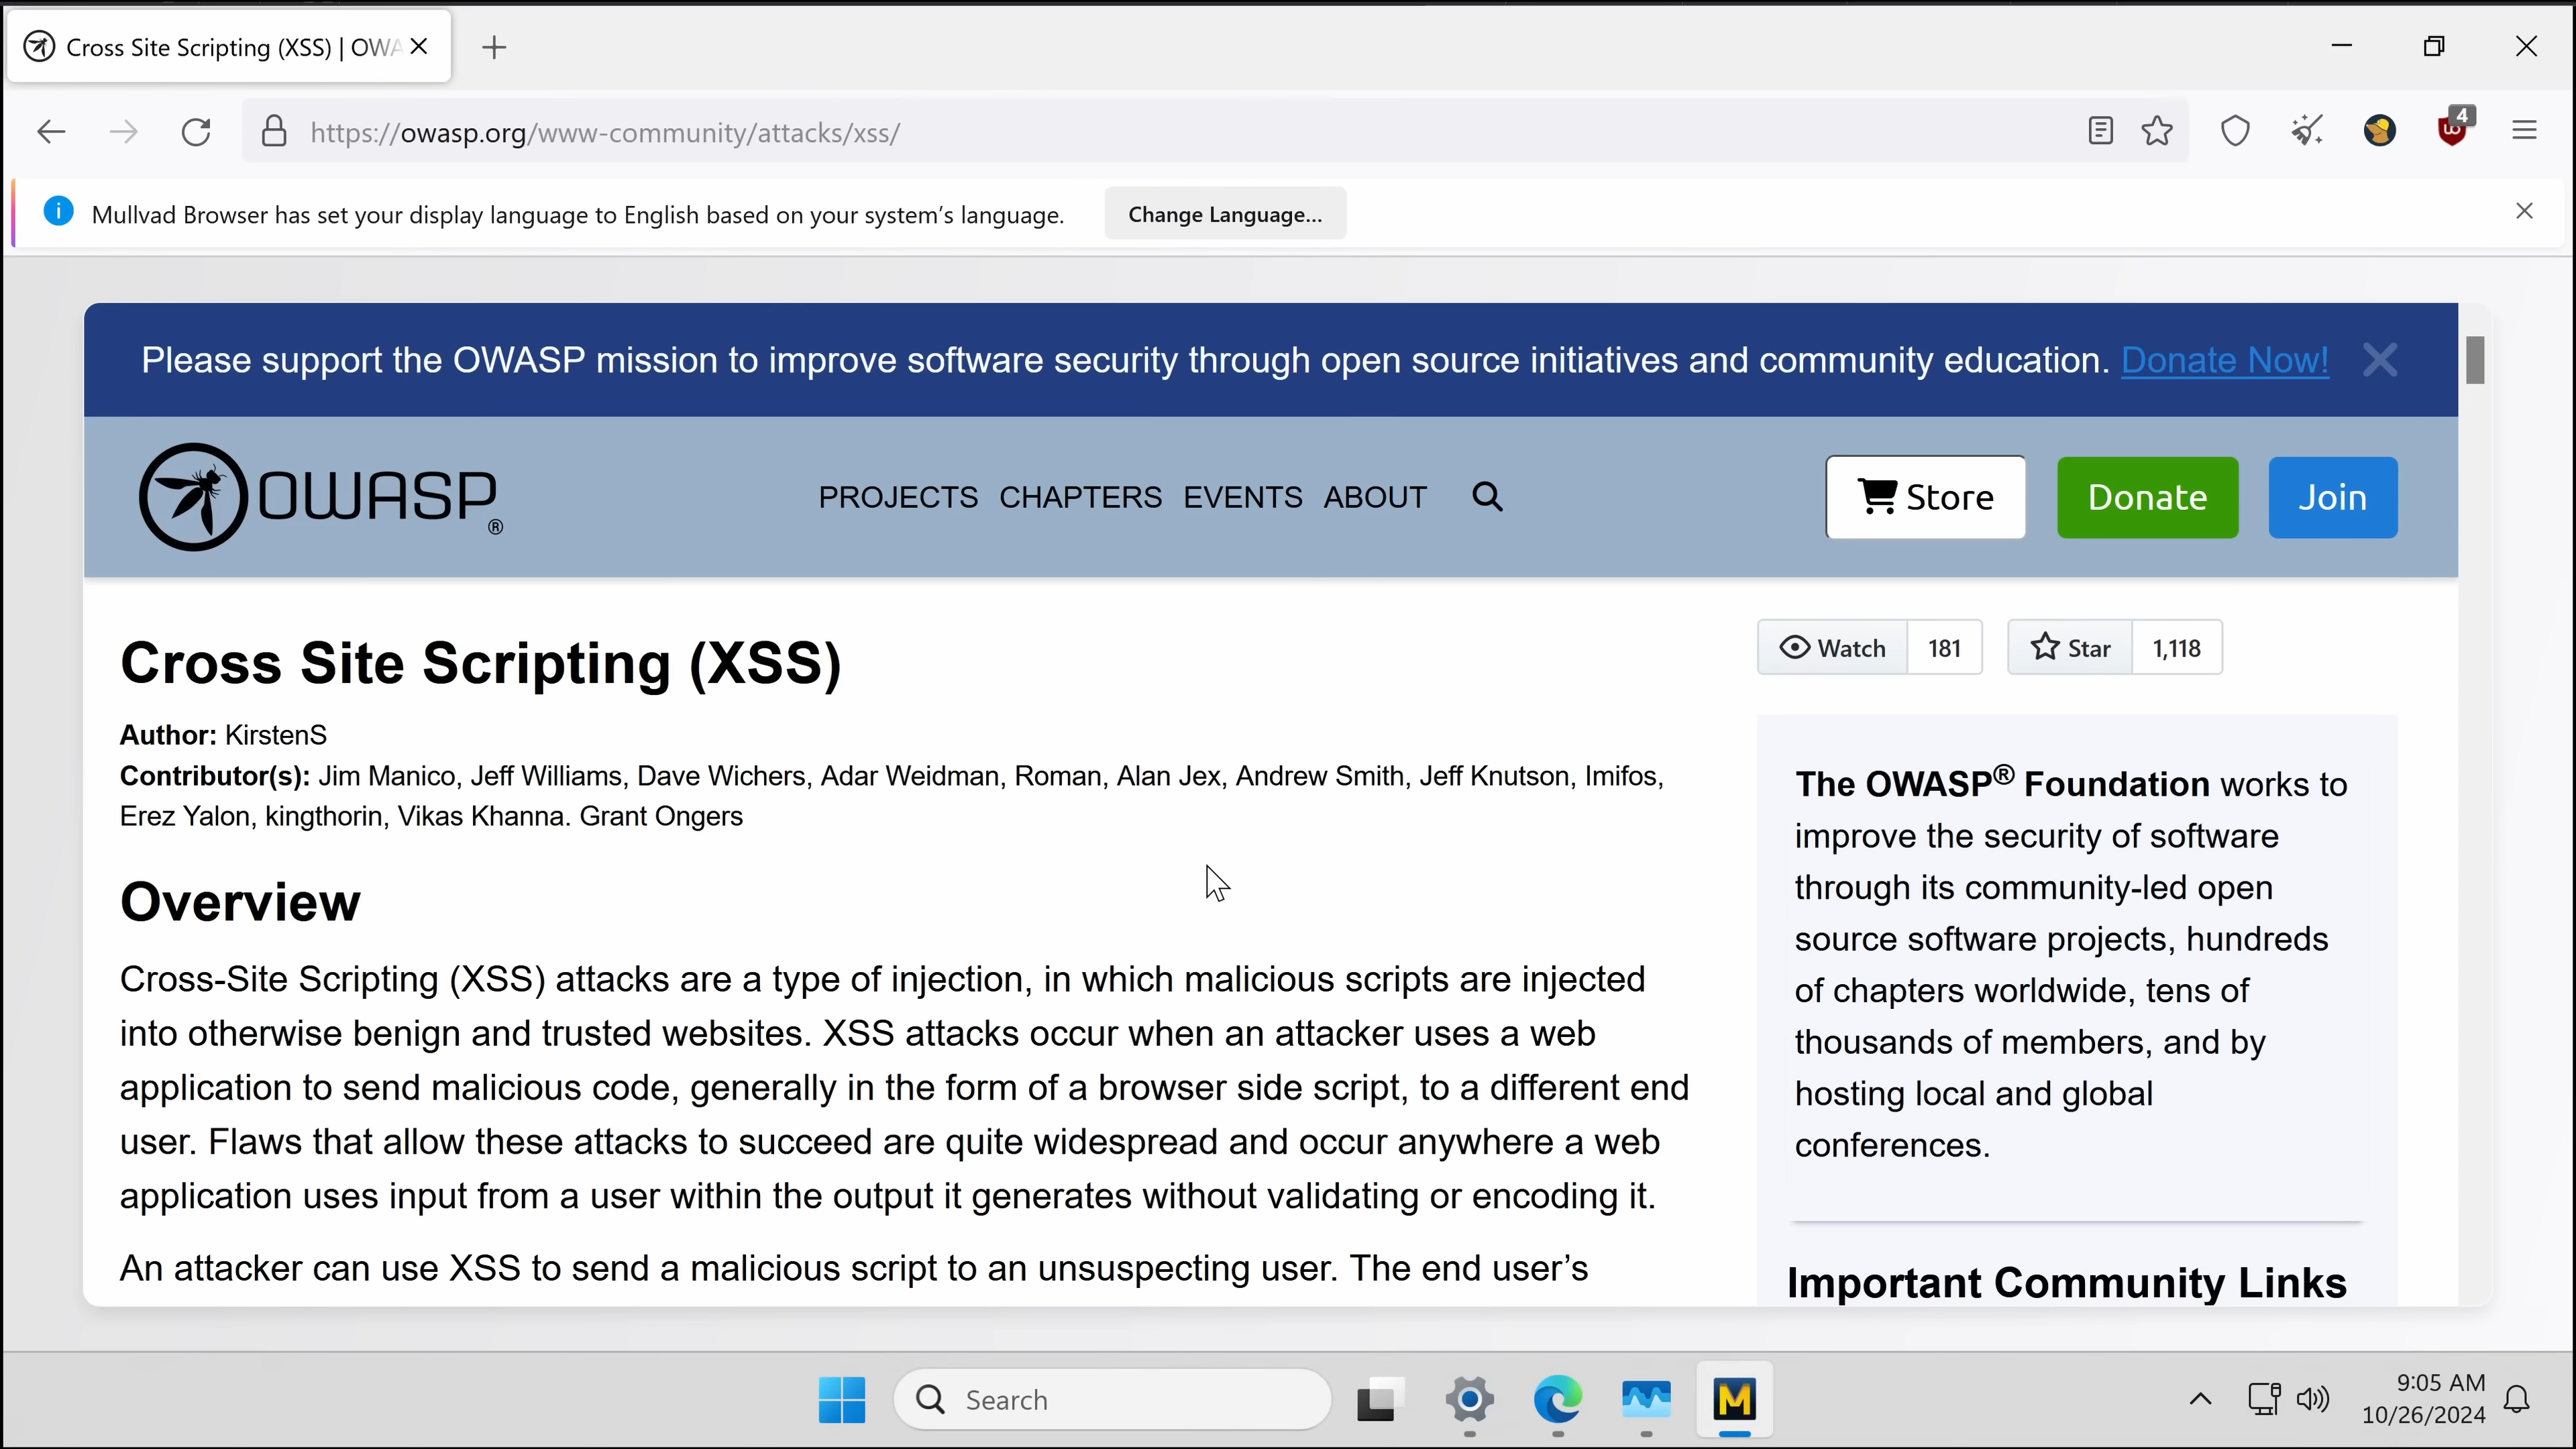 Cross Site Scripting (XSS) | OWA
4
https://owasp.org/www-community/attacks/xss/
Mullvad Browser has set your display language to English based on your system's language.
Change Language...
Please support the OWASP mission to improve software security through open source initiatives and community education. Donate Now!
OWASP®
PROJECTS CHAPTERS EVENTS ABOUT
Store
Donate
Join
Cross Site Scripting (XSS)
Author: KirstenS
Contributor(s): Jim Manico, Jeff Williams, Dave Wichers, Adar Weidman, Roman, Alan Jex, Andrew Smith, Jeff Knutson, Imifos,
Erez Yalon, kingthorin, Vikas Khanna. Grant Ongers
Overview
Cross-Site Scripting (XSS) attacks are a type of injection, in which malicious scripts are injected
into otherwise benign and trusted websites. XSS attacks occur when an attacker uses a web
application to send malicious code, generally in the form of a browser side script, to a different end
user. Flaws that allow these attacks to succeed are quite widespread and occur anywhere a web
application uses input from a user within the output it generates without validating or encoding it.
An attacker can use XSS to send a malicious script to an unsuspecting user. The end user’s
Watch 181
Star 1,118
The OWASP® Foundation works to
improve the security of software
through its community-led open
source software projects, hundreds
of chapters worldwide, tens of
thousands of members, and by
hosting local and global
conferences.
Important Community Links
Search
M
9:05 AM
10/26/2024